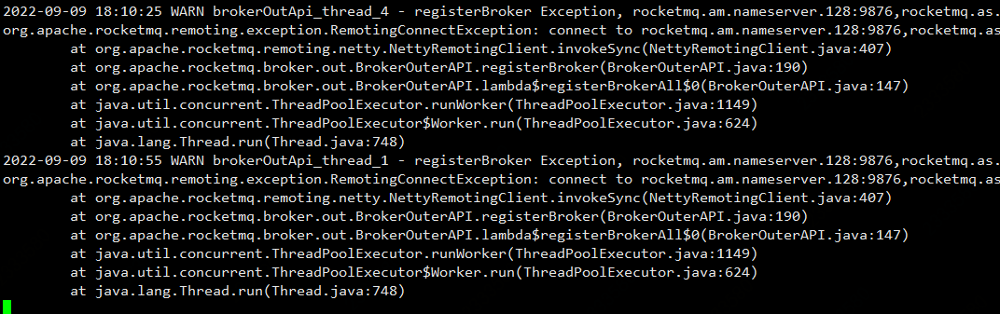 2022-09-09 18:10:25 WARN brokerOutApi_thread_4 - registerBroker Exception, rocketmq.am.nameserver.128:9876,rocketmq.as.
org.apache.rocketmq.remoting.exception.RemotingConnectException: connect to rocketmq.am.nameserver.128:9876,rocketmq.as
        at org.apache.rocketmq.remoting.netty.NettyRemotingClient.invokeSync(NettyRemotingClient.java:407)
        at org.apache.rocketmq.broker.out.BrokerOuterAPI.registerBroker(BrokerOuterAPI.java:190)
        at org.apache.rocketmq.broker.out.BrokerOuterAPI.lambda$registerBrokerAll$0(BrokerOuterAPI.java:147)
        at java.util.concurrent.ThreadPoolExecutor.runWorker(ThreadPoolExecutor.java:1149)
        at java.util.concurrent.ThreadPoolExecutor$Worker.run(ThreadPoolExecutor.java:624)
        at java.lang.Thread.run(Thread.java:748)
2022-09-09 18:10:55 WARN brokerOutApi_thread_1 - registerBroker Exception, rocketmq.am.nameserver.128:9876,rocketmq.as.
org.apache.rocketmq.remoting.exception.RemotingConnectException: connect to rocketmq.am.nameserver.128:9876,rocketmq.as
        at org.apache.rocketmq.remoting.netty.NettyRemotingClient.invokeSync(NettyRemotingClient.java:407)
        at org.apache.rocketmq.broker.out.BrokerOuterAPI.registerBroker(BrokerOuterAPI.java:190)
        at org.apache.rocketmq.broker.out.BrokerOuterAPI.lambda$registerBrokerAll$0(BrokerOuterAPI.java:147)
        at java.util.concurrent.ThreadPoolExecutor.runWorker(ThreadPoolExecutor.java:1149)
        at java.util.concurrent.ThreadPoolExecutor$Worker.run(ThreadPoolExecutor.java:624)
        at java.lang.Thread.run(Thread.java:748)